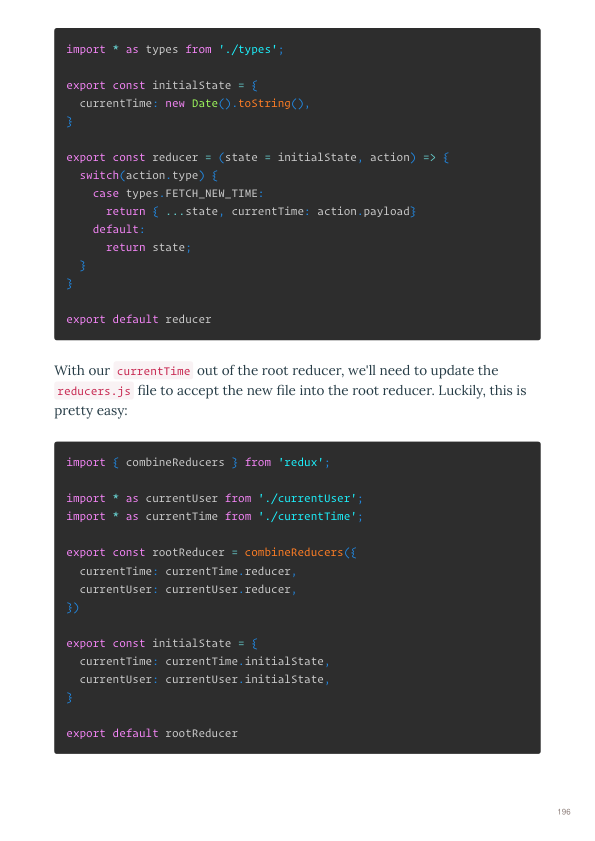 import * as types from './types';

export const initialState = {
  currentTime: new Date().toString(),
}

export const reducer = (state = initialState, action) => {
  switch(action.type) {
    case types.FETCH_NEW_TIME:
      return { ...state, currentTime: action.payload}
    default:
      return state;
  }
}

export default reducer

With our currentTime out of the root reducer, we'll need to update the
reducers.js file to accept the new file into the root reducer. Luckily, this is
pretty easy:

import { combineReducers } from 'redux';

import * as currentUser from './currentUser';
import * as currentTime from './currentTime';

export const rootReducer = combineReducers({
  currentTime: currentTime.reducer,
  currentUser: currentUser.reducer,
})

export const initialState = {
  currentTime: currentTime.initialState,
  currentUser: currentUser.initialState,
}

export default rootReducer

196